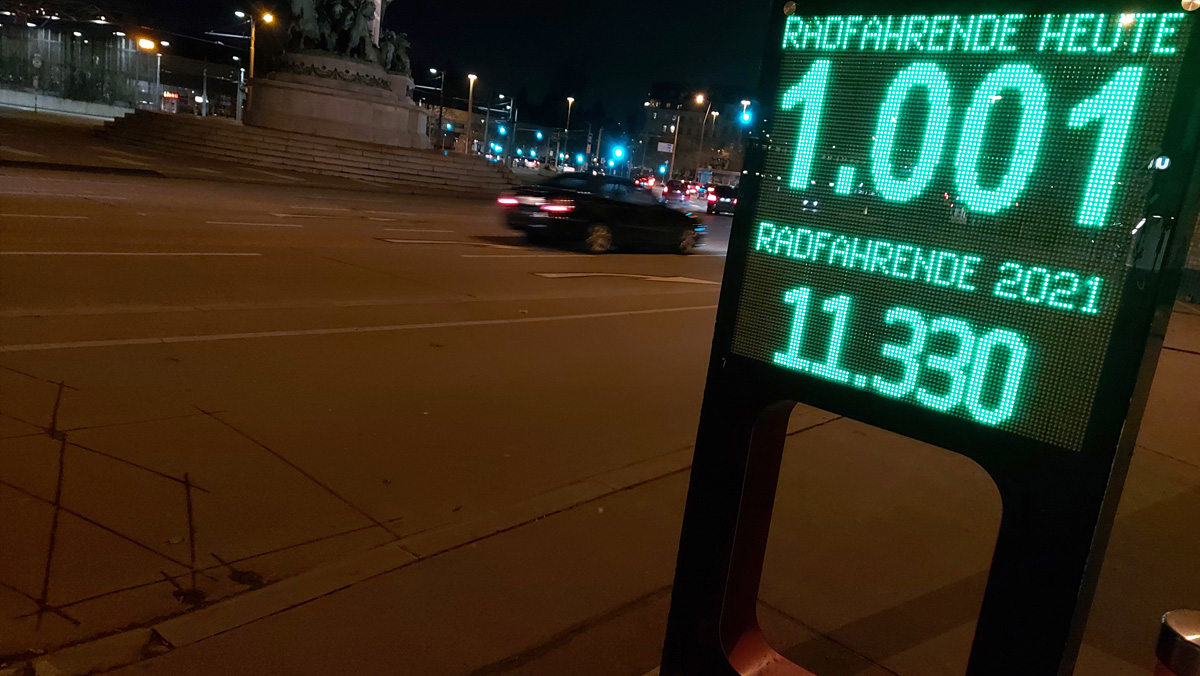 RADFAHRENDE HEUTE
1.001
RADFAHRENDE 2021
11.330